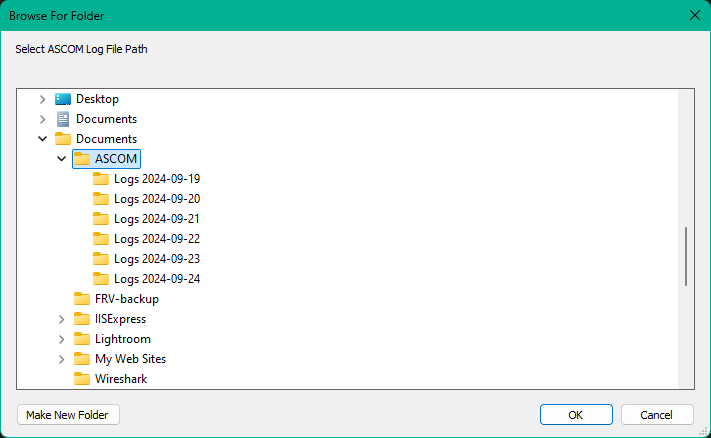 Browse For Folder
Select ASCOM Log File Path
Desktop
Documents
Documents
ASCOM
Logs 2024-09-19
Logs 2024-09-20
Logs 2024-09-21
Logs 2024-09-22
Logs 2024-09-23
Logs 2024-09-24
FRV-backup
IISExpress
Lightroom
My Web Sites
Wireshark
Make New Folder OK Cancel